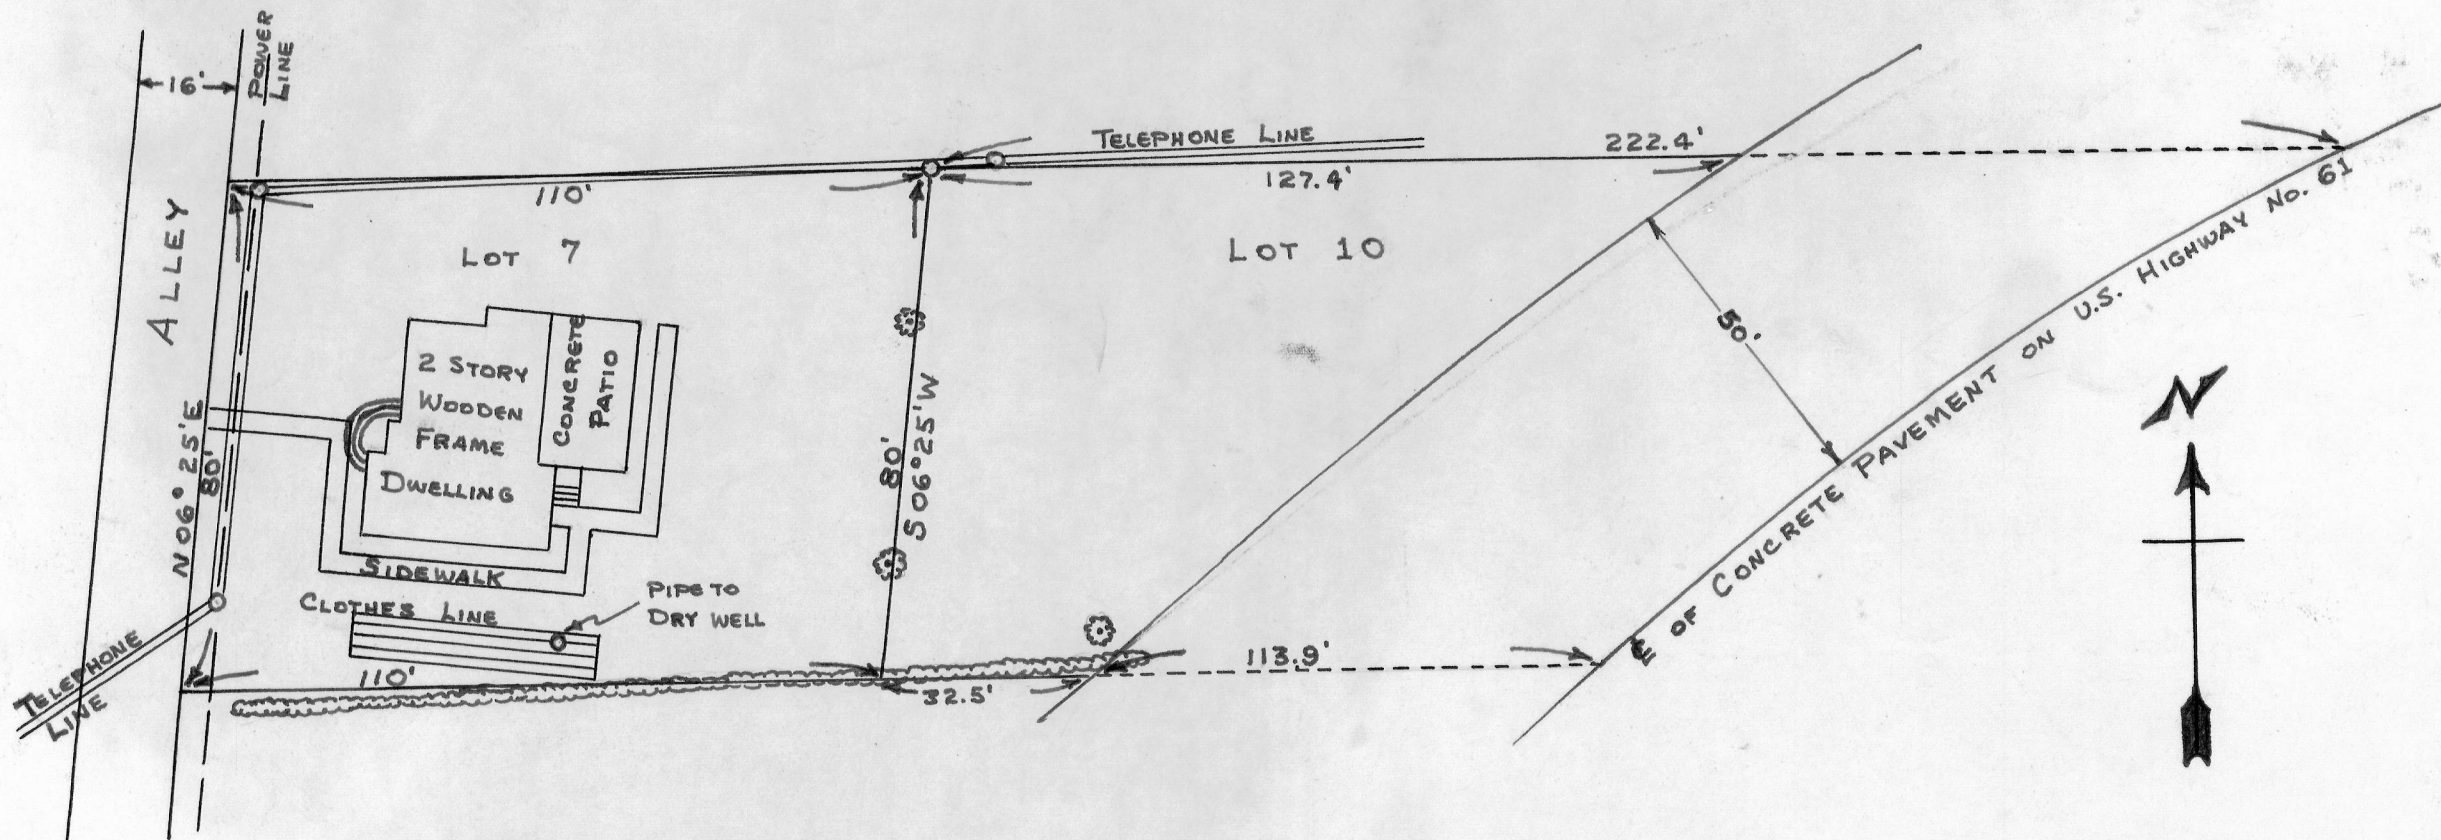 16'
POWER
LINE
TELEPHONE LINE
222.4'
110'
127.4'
ALLEY
LOT 7
LOT 10
50'
U.S. HIGHWAY NO. 61
℄ OF CONCRETE PAVEMENT ON
2 STORY
WOODEN
FRAME
DWELLING
CONCRETE
PATIO
N
N06° 25'E
80'
80'
S06°25'W
SIDEWALK
CLOTHES LINE
PIPE TO
DRY WELL
TELEPHONE
LINE
110'
32.5'
113.9'